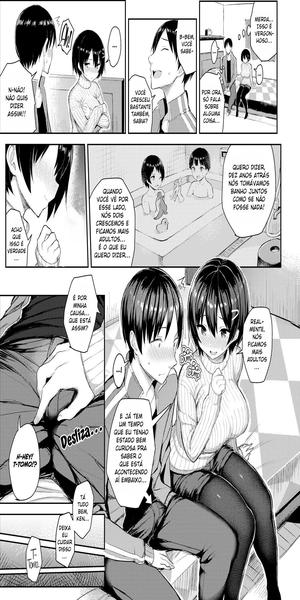 MERDA...
ISSO É
VERGO-
NHOSO...
...
POR ORA,
SÓ FALA
SOBRE
ALGUMA
COISA...
B-BEM,
VOCÊ
SABE-
VOCÊ
CRESCEU
BASTANTE
TAMBÉM,
SABIA?
...
N-NÃO!
NÃO QUIS
DIZER
ASSIM!!
QUERO DIZER,
DEZ ANOS ATRÁS
NÓS TOMÁVAMOS
BANHO JUNTOS
COMO SE NÃO
FOSSE NADA!
QUANDO
VOCÊ VÊ POR
ESSE LADO,
NÓS DOIS
CRESCEMOS E
FICAMOS MAIS
ADULTOS...
É O QUE EU
QUERO DIZER...
ACHO
QUE
ISSO É
VERDADE...
REAL-
MENTE,
NÓS
FICAMOS
MAIS
ADULTOS...
E JÁ TEM
UM TEMPO
QUE EU TENHO
ESTADO BEM
CURIOSA PRA
SABER O
QUE ESTÁ
ACONTECENDO
AÍ EMBAIXO...
É POR
MINHA
CAUSA...
QUE ESTÁ
ASSIM?
Desliza...
H-HEY!
T-TOMO!?
TÁ
TUDO
BEM,
KEN...
DEIXA
EU
CUIDAR
DISSO
...